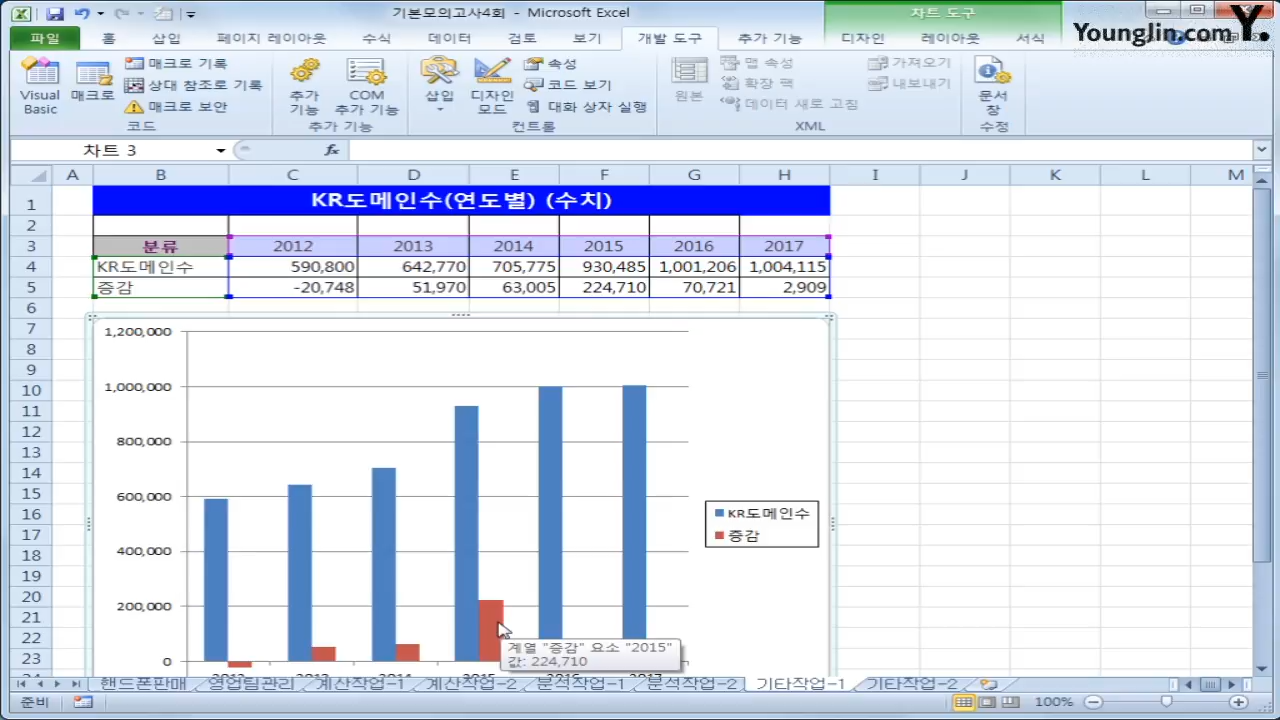 기본모의고사4회 - Microsoft Excel
차트 도구
Younglin.com Y.
파일 홈 삽입 페이지 레이아웃 수식 데이터 검토 보기 개발 도구 추가 기능 디자인 레이아웃 서식
Visual Basic
매크로
매크로 기록
상대 참조로 기록
매크로 보안
코드
추가 기능
COM 추가 기능
추가 기능
삽입
디자인 모드
속성
코드 보기
대화 상자 실행
컨트롤
원본
맵 속성
확장 팩
데이터 새로 고침
가져오기
내보내기
XML
문서 창
수정
차트 3 fx
A B C D E F G H I J K L M
1 KR도메인수(연도별) (수치)
2
3 분류 2012 2013 2014 2015 2016 2017
4 KR도메인수 590,800 642,770 705,775 930,485 1,001,206 1,004,115
5 증감 -20,748 51,970 63,005 224,710 70,721 2,909
6
7
8
9
10
11
12
13
14
15
16
17
18
19
20
21
22
23
1,200,000
1,000,000
800,000
600,000
400,000
200,000
0
KR도메인수
증감
계열 "증감" 요소 "2015"
값: 224,710
핸드폰판매 영업팀관리 계산작업-1 계산작업-2 분석작업-1 분석작업-2 기타작업-1 기타작업-2
준비 100%